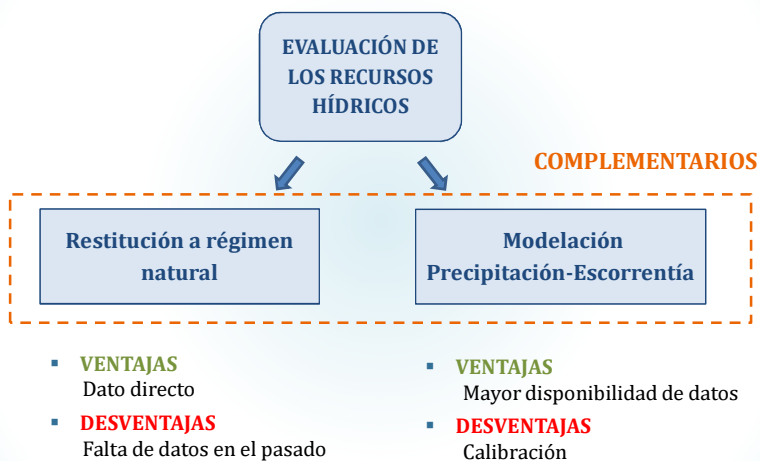 EVALUACIÓN DE
LOS RECURSOS
HÍDRICOS
COMPLEMENTARIOS
Restitución a régimen
natural
Modelación
Precipitación-Escorrentía
▪ VENTAJAS
Dato directo
▪ DESVENTAJAS
Falta de datos en el pasado
▪ VENTAJAS
Mayor disponibilidad de datos
▪ DESVENTAJAS
Calibración